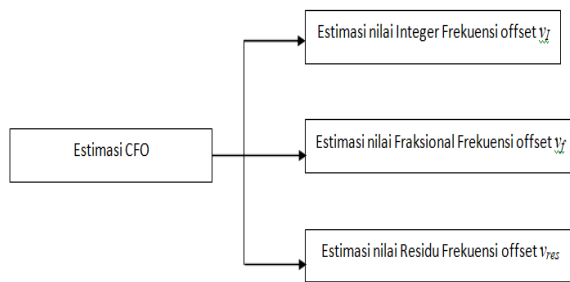 Estimasi nilai Integer Frekuensi offset vI
Estimasi CFO
Estimasi nilai Fraksional Frekuensi offset vf
Estimasi nilai Residu Frekuensi offset vres